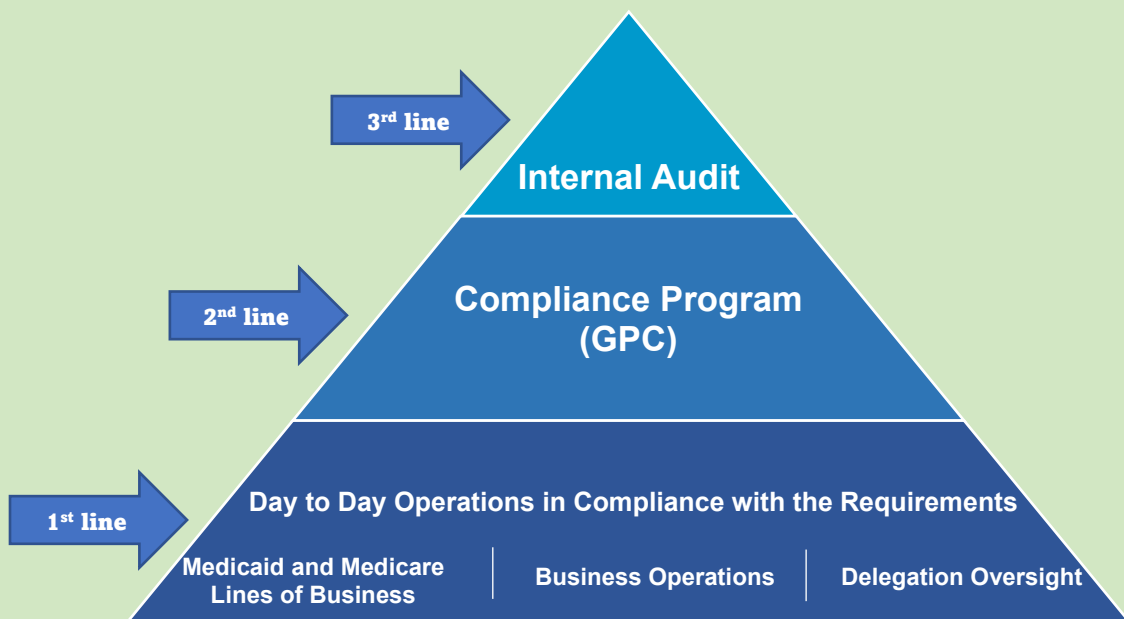 3rd line
Internal Audit
2nd line
Compliance Program
(GPC)
1st line
Day to Day Operations in Compliance with the Requirements
Medicaid and Medicare
Lines of Business
Business Operations
Delegation Oversight